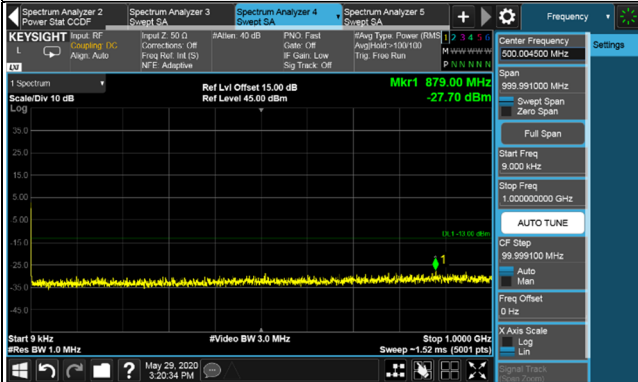 Spectrum Analyzer 2
Power Stat CCDF
Spectrum Analyzer 3
Swept SA
Spectrum Analyzer 4
Swept SA
Spectrum Analyzer 5
Swept SA
+
Frequency
KEYSIGHT
L
LXI
Input: RF
Coupling: DC
Align: Auto
Input Z: 50 Ω
Corrections: Off
Freq Ref: Int (S)
NFE: Adaptive
#Atten: 40 dB
PNO: Fast
Gate: Off
IF Gain: Low
Sig Track: Off
#Avg Type: Power (RMS
Avg|Hold:>100/100
Trig: Free Run
1 2 3 4 5 6
M W W W W W
P N N N N N
1 Spectrum
Scale/Div 10 dB
Log
Ref Lvl Offset 15.00 dB
Ref Level 45.00 dBm
Mkr1 879.00 MHz
-27.70 dBm
35.0
25.0
15.0
5.00
-5.00
-15.0
-25.0
-35.0
-45.0
DL1 -13.00 dBm
1
Start 9 kHz
#Res BW 1.0 MHz
#Video BW 3.0 MHz
Stop 1.0000 GHz
Sweep ~1.52 ms (5001 pts)
Center Frequency
500.004500 MHz
Settings
Span
999.991000 MHz
Swept Span
Zero Span
Full Span
Start Freq
9.000 kHz
Stop Freq
1.000000000 GHz
AUTO TUNE
CF Step
99.999100 MHz
Auto
Man
Freq Offset
0 Hz
X Axis Scale
Log
Lin
Signal Track
(Span Zoom)
?
May 29, 2020
3:20:34 PM